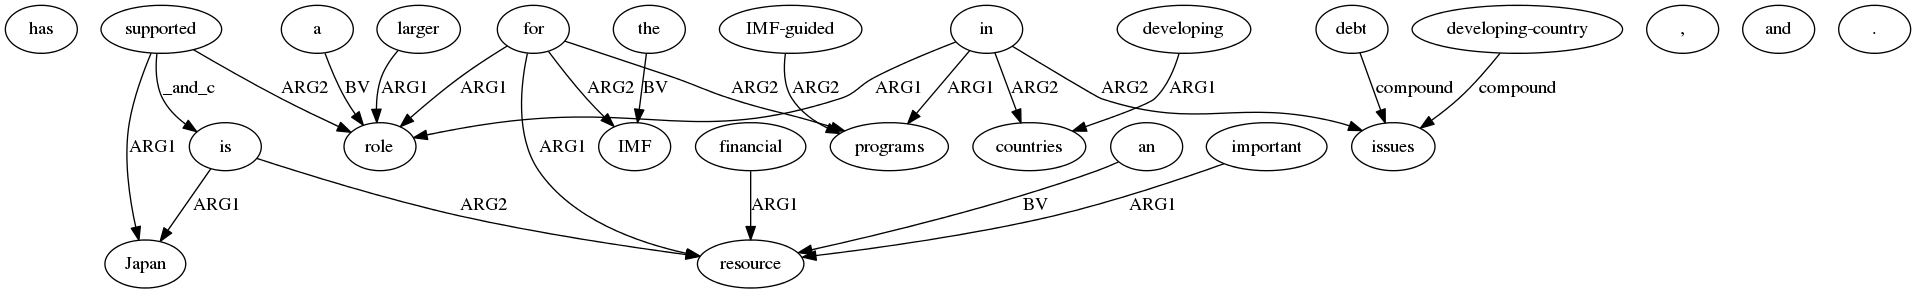 has supported a larger for the IMF-guided in developing debt developing-country , and .
_and_c ARG2 BV ARG1 ARG1 ARG2 BV ARG2 ARG2 ARG1 ARG1 ARG2 ARG2 ARG1 compound compound
ARG1 is role ARG1 IMF financial programs countries an important issues
ARG1 ARG2 ARG1 BV ARG1
Japan resource